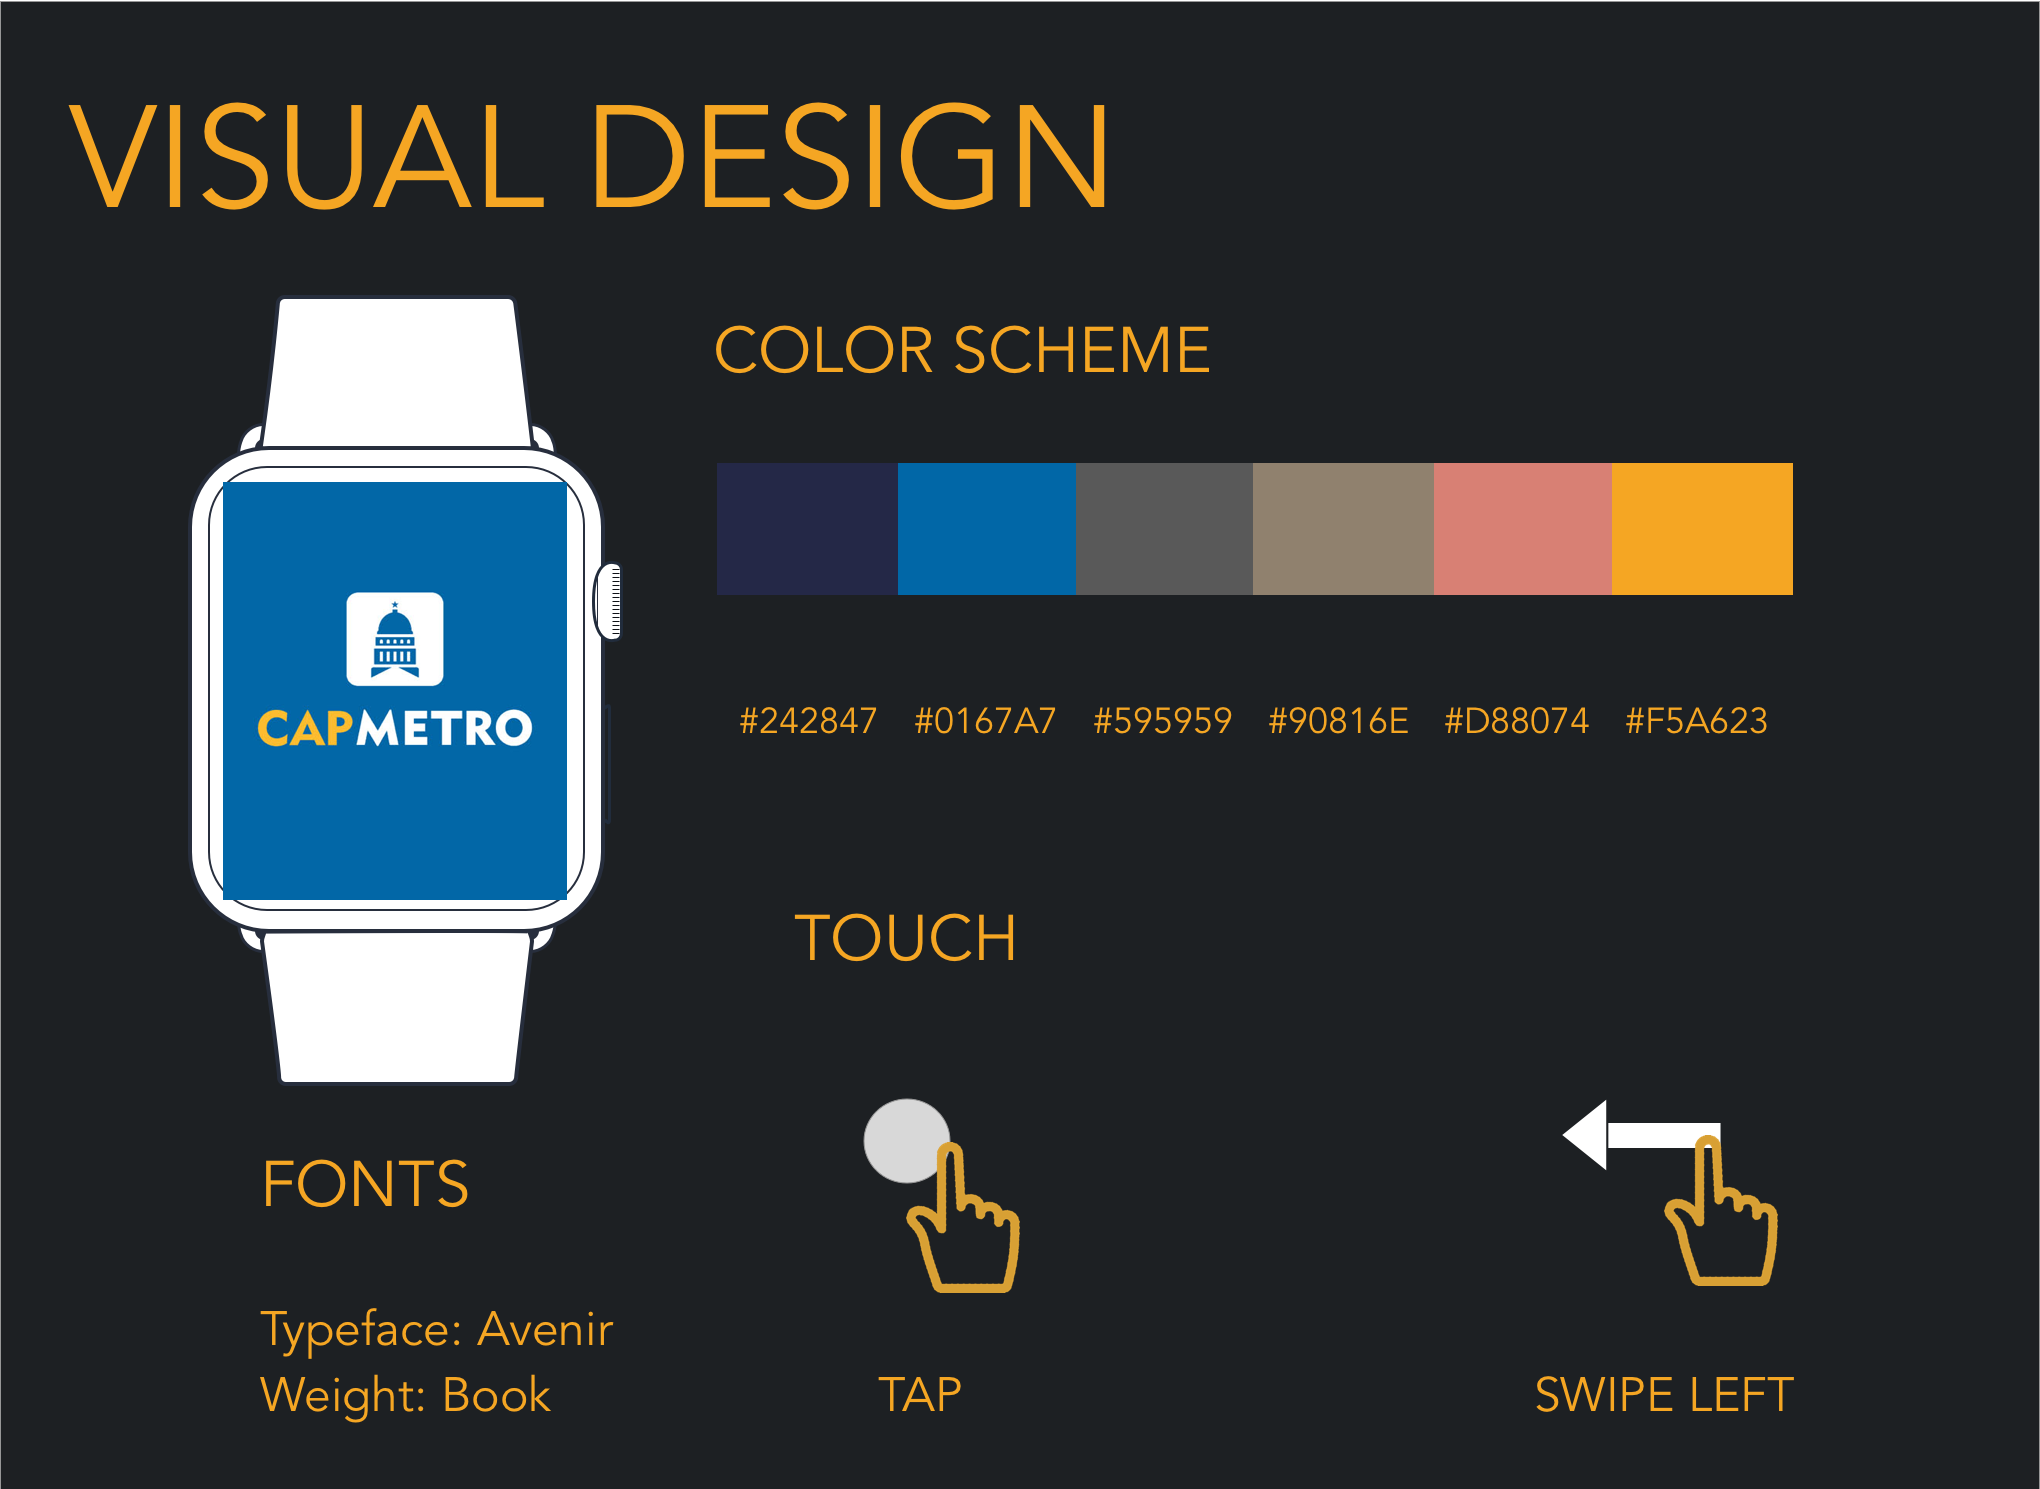 VISUAL DESIGN
COLOR SCHEME
CAPMETRO
#242847 #0167A7 #595959 #90816E #D88074 #F5A623
TOUCH
FONTS
Typeface: Avenir
Weight: Book
TAP
SWIPE LEFT